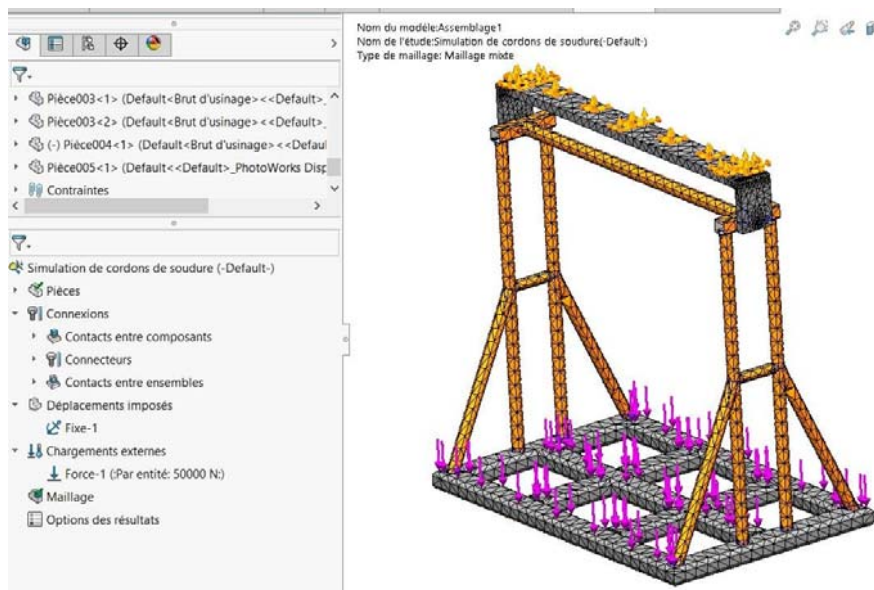 Nom du modèle:Assemblage1
Nom de l'étude:Simulation de cordons de soudure(-Default-)
Type de maillage: Maillage mixte
Pièce003<1> (Default<Brut d'usinage><<Default>_
Pièce003<2> (Default<Brut d'usinage><<Default>_
(-) Pièce004<1> (Default<Brut d'usinage><<Defaul
Pièce005<1> (Default<<Default>_PhotoWorks Disp
Contraintes
Simulation de cordons de soudure (-Default-)
Pièces
Connexions
Contacts entre composants
Connecteurs
Contacts entre ensembles
Déplacements imposés
Fixe-1
Chargements externes
Force-1 (:Par entité: 50000 N:)
Maillage
Options des résultats